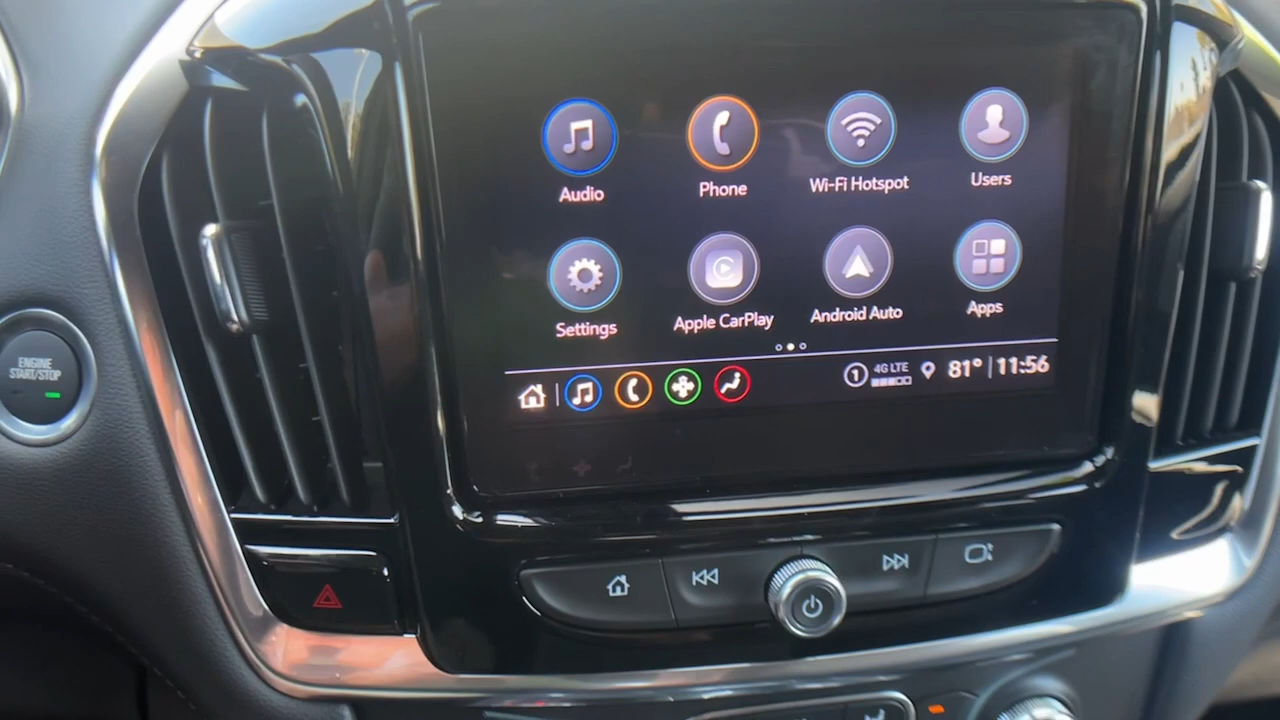 Audio
Phone
Wi-Fi Hotspot
Users
Settings
Apple CarPlay
Android Auto
Apps
1
4G LTE
81° 11:56
ENGINE
START/STOP